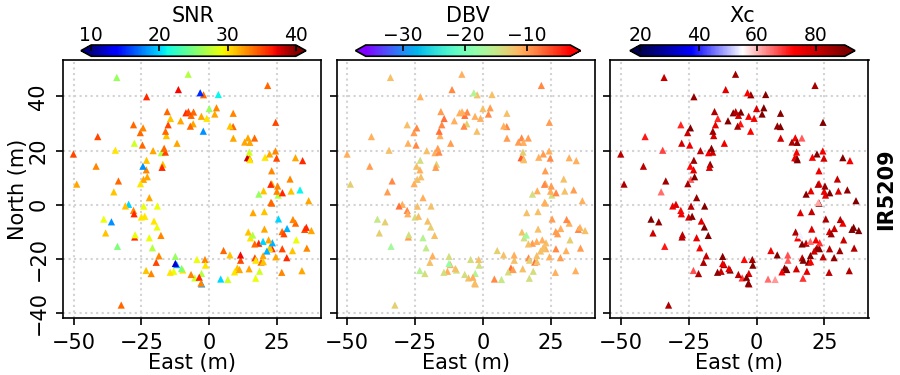 SNR DBV Xc
10 20 30 40 −30 −20 −10 20 40 60 80
North (m)
40
20
0
−20
−40
−50 −25 0 25 −50 −25 0 25 −50 −25 0 25
East (m) East (m) East (m)
IR5209